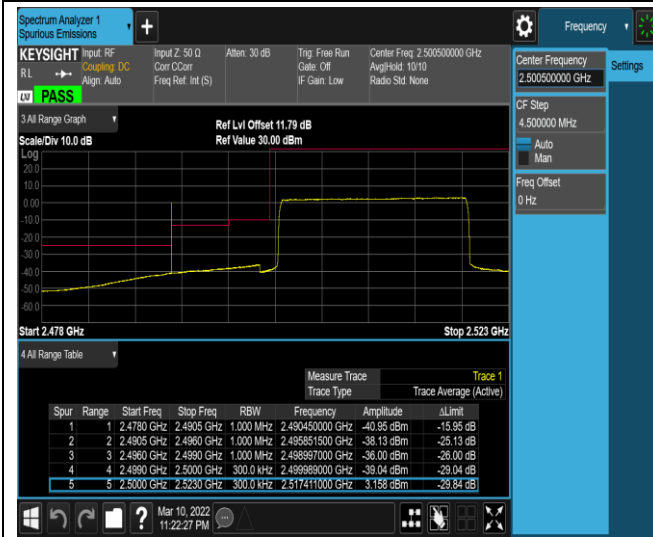 Spectrum Analyzer 1
Spurious Emissions
Frequency
KEYSIGHT Input: RF Input Z: 50 Ω Atten: 30 dB Trig: Free Run Center Freq: 2.500500000 GHz
RL Coupling: DC Corr CCorr Gate: Off Avg|Hold: 10/10
Align: Auto Freq Ref: Int (S) IF Gain: Low Radio Std: None
LXI PASS
Center Frequency
2.500500000 GHz
Settings
CF Step
4.500000 MHz
Auto
Man
Freq Offset
0 Hz
3 All Range Graph
Ref Lvl Offset 11.79 dB
Scale/Div 10.0 dB Ref Value 30.00 dBm
Log
20.0
10.0
0.00
-10.0
-20.0
-30.0
-40.0
-50.0
-60.0
Start 2.478 GHz Stop 2.523 GHz
4 All Range Table
Measure Trace Trace 1
Trace Type Trace Average (Active)
Spur Range Start Freq Stop Freq RBW Frequency Amplitude ΔLimit
1 1 2.4780 GHz 2.4905 GHz 1.000 MHz 2.490450000 GHz -40.95 dBm -15.95 dB
2 2 2.4905 GHz 2.4960 GHz 1.000 MHz 2.495851500 GHz -38.13 dBm -25.13 dB
3 3 2.4960 GHz 2.4990 GHz 1.000 MHz 2.498997000 GHz -36.00 dBm -26.00 dB
4 4 2.4990 GHz 2.5000 GHz 300.0 kHz 2.499989000 GHz -39.04 dBm -29.04 dB
5 5 2.5000 GHz 2.5230 GHz 300.0 kHz 2.517411000 GHz 3.158 dBm -29.84 dB
Mar 10, 2022
11:22:27 PM